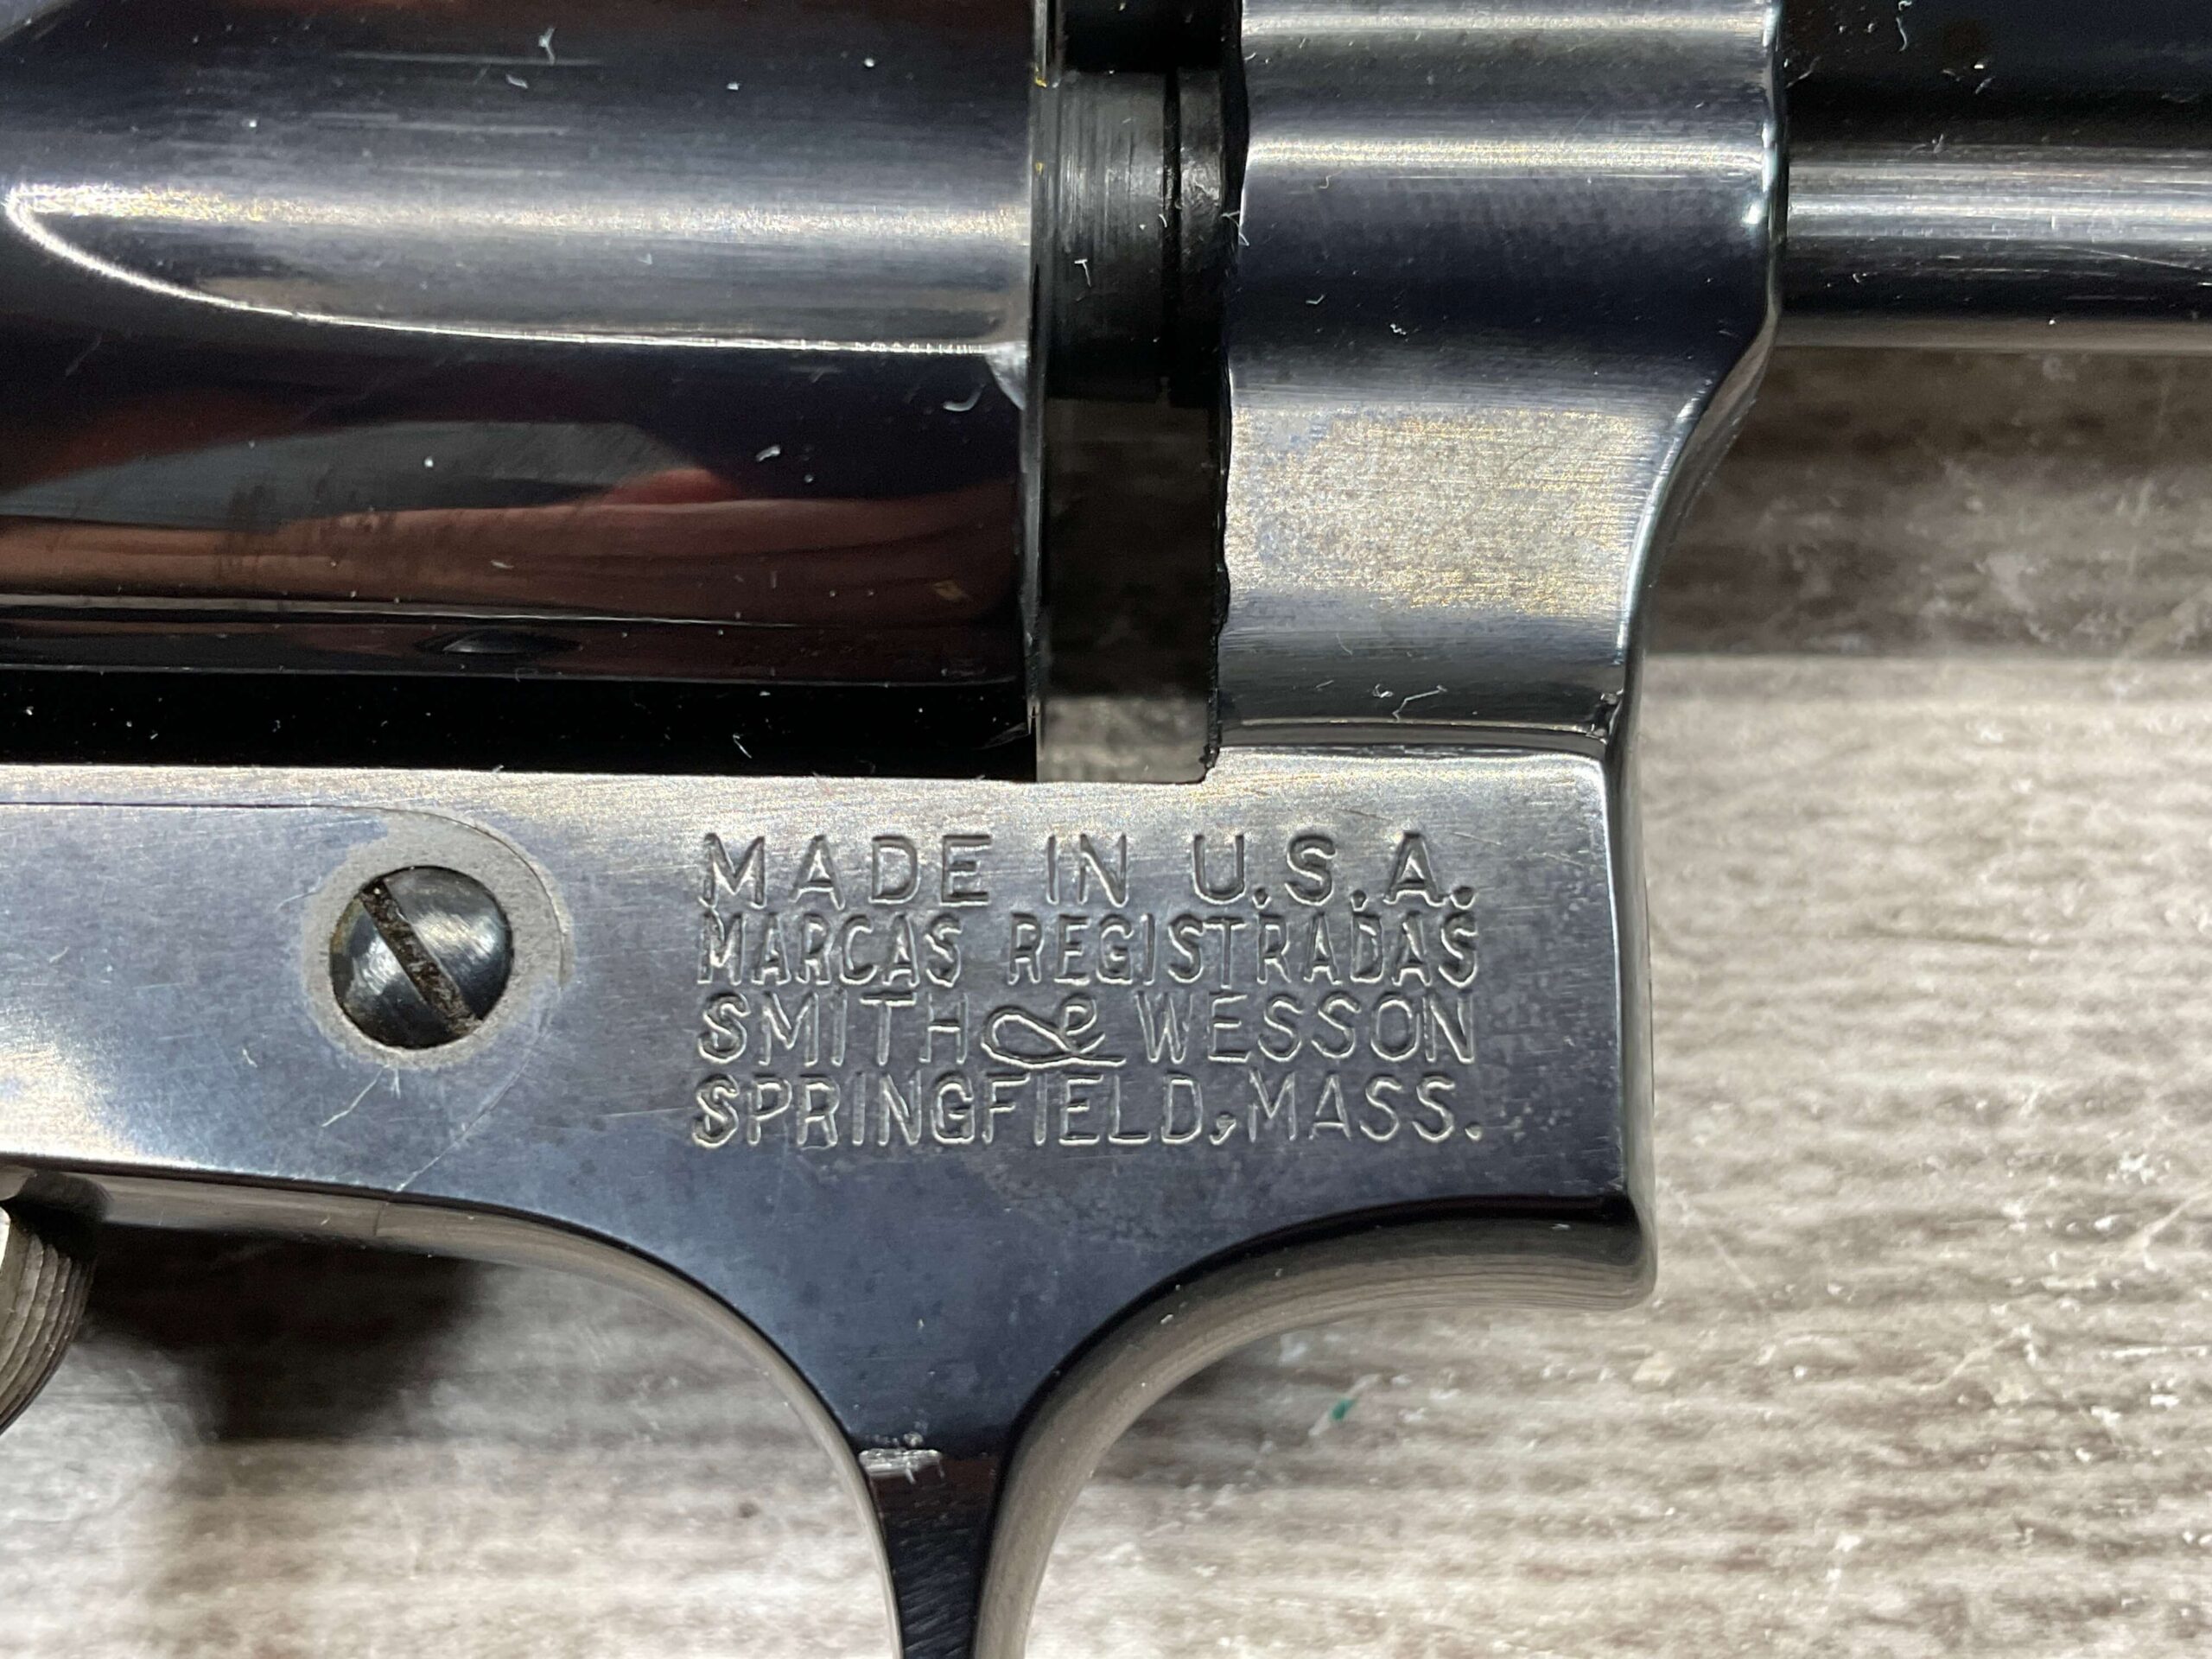 MADE IN U.S.A.
MARCAS REGISTRADAS
SMITH & WESSON
SPRINGFIELD, MASS.